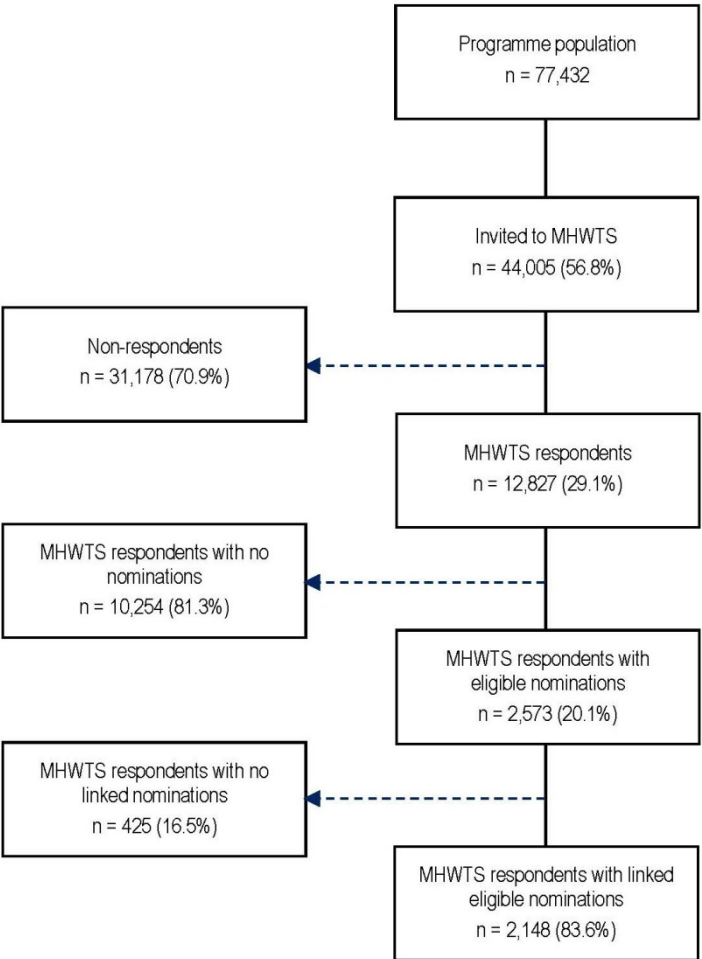 Programme population
n = 77,432
Invited to MHWTS
n = 44,005 (56.8%)
Non-respondents
n = 31,178 (70.9%)
MHWTS respondents
n = 12,827 (29.1%)
MHWTS respondents with no
nominations
n = 10,254 (81.3%)
MHWTS respondents with
eligible nominations
n = 2,573 (20.1%)
MHWTS respondents with no
linked nominations
n = 425 (16.5%)
MHWTS respondents with linked
eligible nominations
n = 2,148 (83.6%)